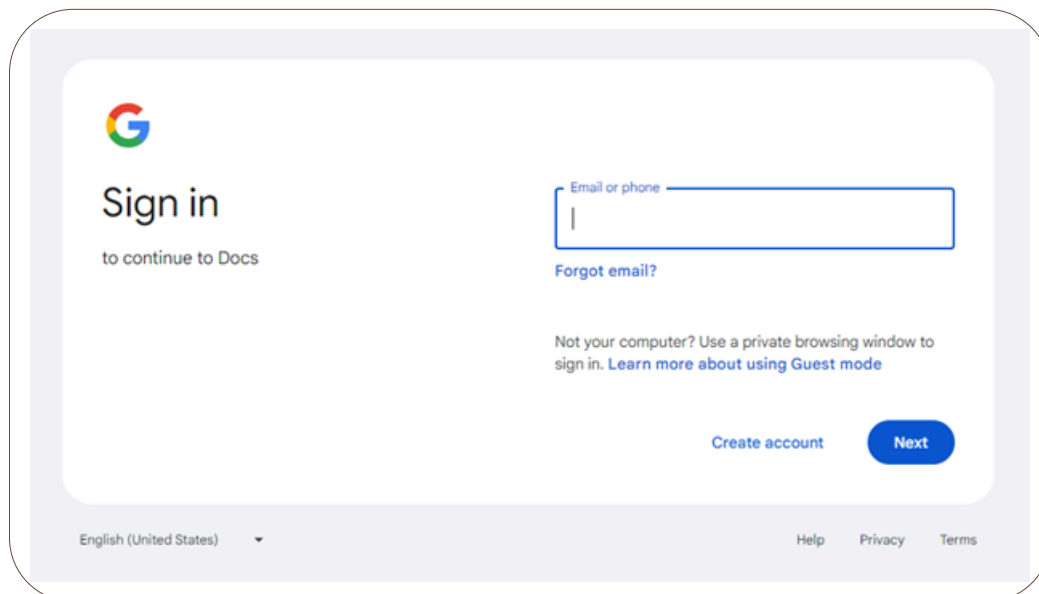 Sign in
to continue to Docs
Email or phone
Forgot email?
Not your computer? Use a private browsing window to
sign in. Learn more about using Guest mode
Create account
Next
English (United States)
Help
Privacy
Terms